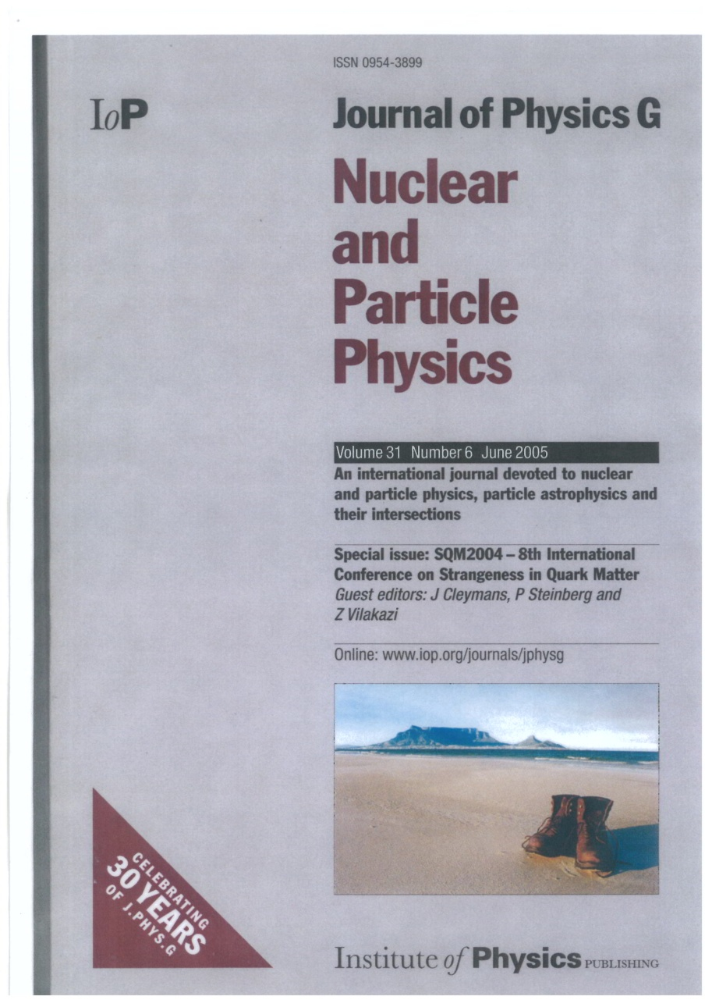 ISSN 0954-3899
IoP
Journal of Physics G
Nuclear
and
Particle
Physics
Volume 31 Number 6 June 2005
An international journal devoted to nuclear
and particle physics, particle astrophysics and
their intersections
Special issue: SQM2004 – 8th International
Conference on Strangeness in Quark Matter
Guest editors: J Cleymans, P Steinberg and
Z Vilakazi
Online: www.iop.org/journals/jphysg
CELEBRATING
30 YEARS
OF J.PHYS.G
Institute of Physics PUBLISHING